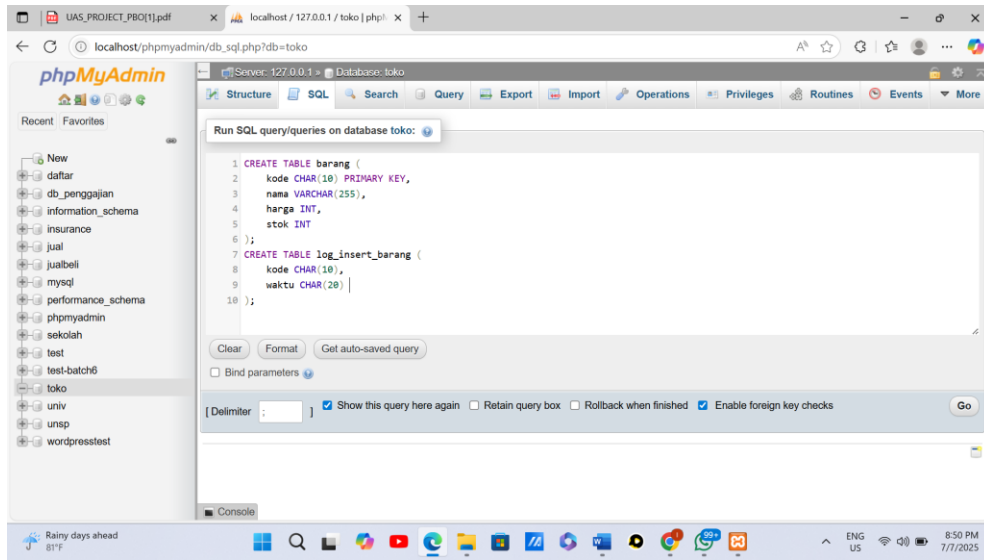 UAS_PROJECT_PBO[1].pdf
localhost / 127.0.0.1 / toko | php
localhost/phpmyadmin/db_sql.php?db=toko
phpMyAdmin
Recent Favorites
New
daftar
db_penggajian
information_schema
insurance
jual
jualbeli
mysql
performance_schema
phpmyadmin
sekolah
test
test-batch6
toko
univ
unsp
wordpresstest
Server: 127.0.0.1 » Database: toko
Structure SQL Search Query Export Import Operations Privileges Routines Events More
Run SQL query/queries on database toko:
1 CREATE TABLE barang (
2 kode CHAR(10) PRIMARY KEY,
3 nama VARCHAR(255),
4 harga INT,
5 stok INT
6 );
7 CREATE TABLE log_insert_barang (
8 kode CHAR(10),
9 waktu CHAR(20)
10 );
Clear Format Get auto-saved query
Bind parameters
[ Delimiter ; ] Show this query here again Retain query box Rollback when finished Enable foreign key checks Go
Console
Rainy days ahead
81°F
99+
ENG
US
8:50 PM
7/7/2025